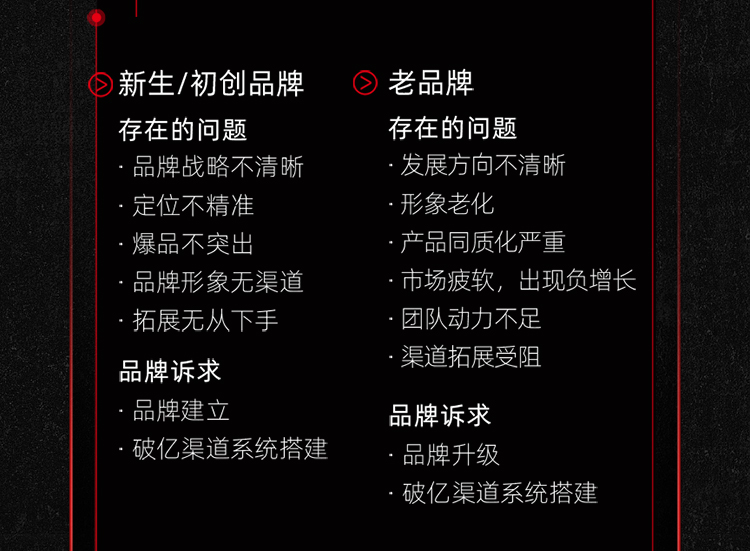 新生/初创品牌
存在的问题
· 品牌战略不清晰
· 定位不精准
· 爆品不突出
· 品牌形象无渠道
· 拓展无从下手
品牌诉求
· 品牌建立
· 破亿渠道系统搭建
老品牌
存在的问题
· 发展方向不清晰
· 形象老化
· 产品同质化严重
· 市场疲软，出现负增长
· 团队动力不足
· 渠道拓展受阻
品牌诉求
· 品牌升级
· 破亿渠道系统搭建